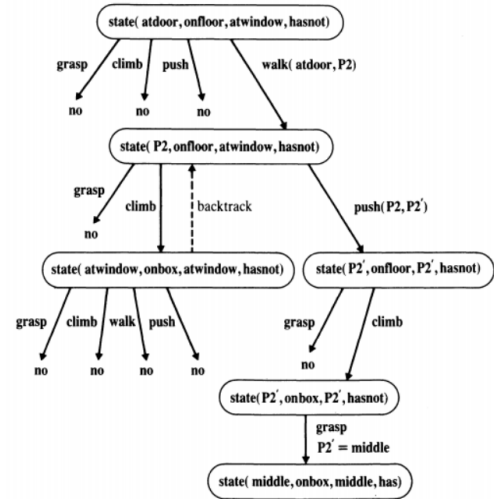 state( atdoor, onfloor, atwindow, hasnot)
grasp climb push walk( atdoor, P2)
no no no
state( P2, onfloor, atwindow, hasnot)
grasp climb backtrack push(P2, P2′)
no
state( atwindow, onbox, atwindow, hasnot) state( P2′, onfloor, P2′, hasnot)
grasp climb walk push grasp climb
no no no no no
state( P2′, onbox, P2′, hasnot)
grasp
P2′ = middle
state( middle, onbox, middle, has)